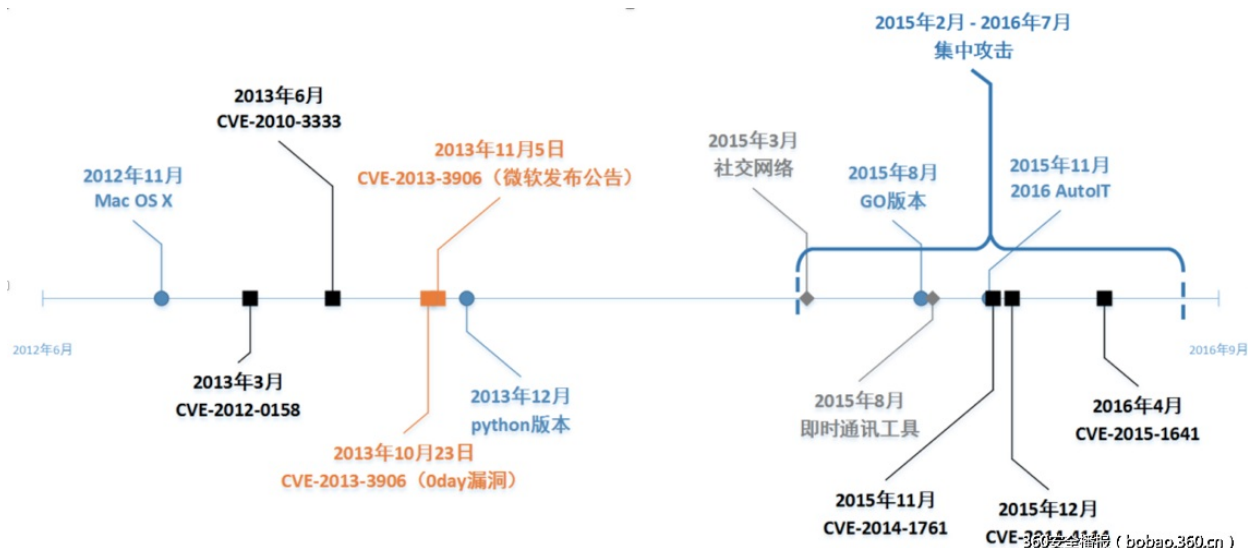 2015年2月 - 2016年7月
集中攻击
2013年6月
CVE-2010-3333
2013年11月5日
CVE-2013-3906（微软发布公告）
2012年11月
Mac OS X
2015年3月
社交网络
2015年8月
GO版本
2015年11月
2016 AutoIT
2012年6月
2016年9月
2013年3月
CVE-2012-0158
2013年12月
python版本
2013年10月23日
CVE-2013-3906（0day漏洞）
2015年8月
即时通讯工具
2016年4月
CVE-2015-1641
2015年11月
CVE-2014-1761
2015年12月
CVE-2014-4114
360安全播报（bobao.360.cn）